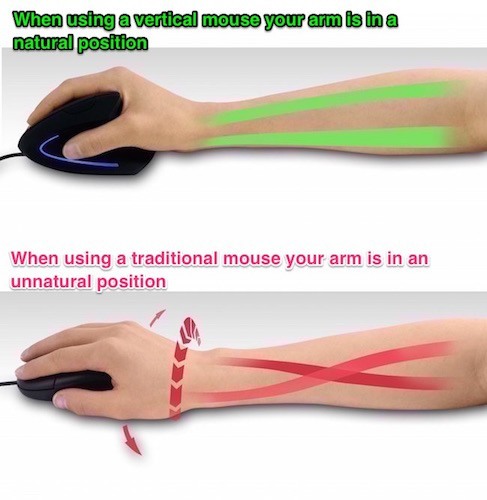 When using a vertical mouse your arm is in a
natural position
When using a traditional mouse your arm is in an
unnatural position